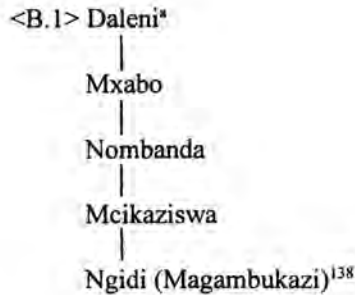 <B.1> Daleniª
Mxabo
Nombanda
Mcikaziswa
Ngidi (Magambukazi)¹³⁸